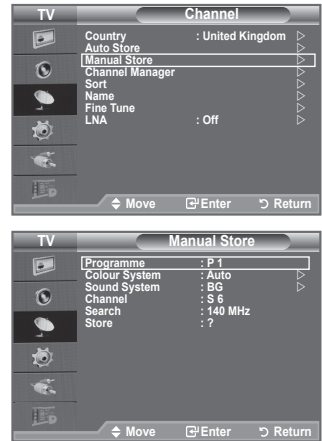 TV Channel
Country : United Kingdom
Auto Store
Manual Store
Channel Manager
Sort
Name
Fine Tune
LNA : Off
Move Enter Return
TV Manual Store
Programme : P 1
Colour System : Auto
Sound System : BG
Channel : S 6
Search : 140 MHz
Store : ?
Move Enter Return